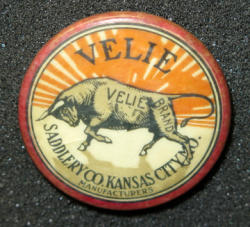 VELIE
VELIE BRAND
SADDLERY CO. KANSAS CITY, MO.
MANUFACTURERS